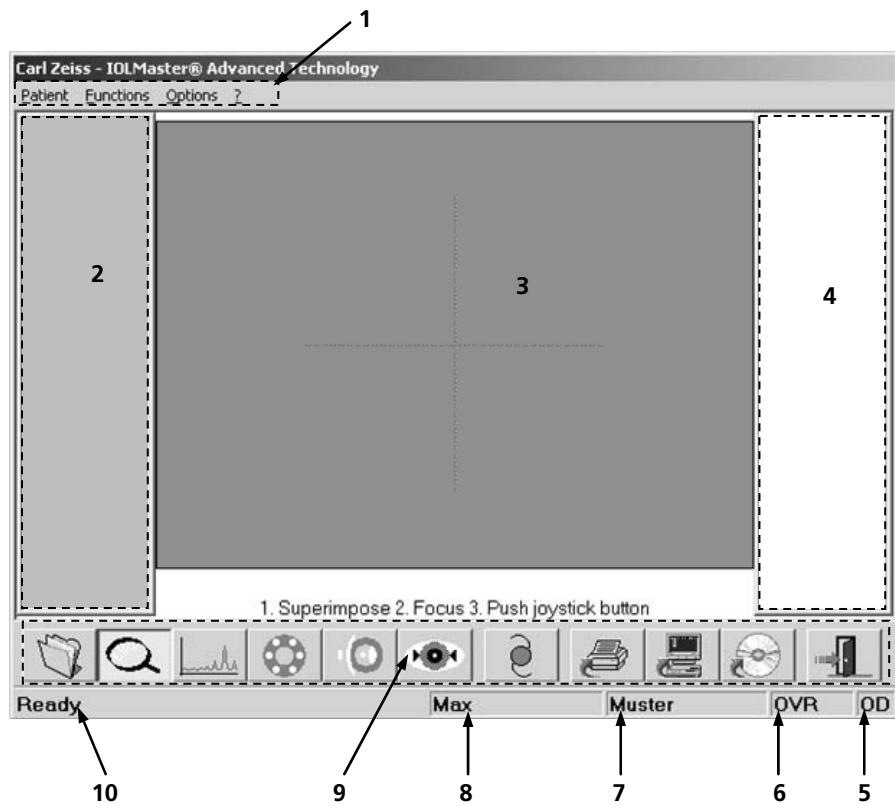 1
Carl Zeiss - IOLMaster® Advanced Technology
Patient Functions Options ?
2
3
4
1. Superimpose 2. Focus 3. Push joystick button
Ready Max Muster OVR OD
10 9 8 7 6 5